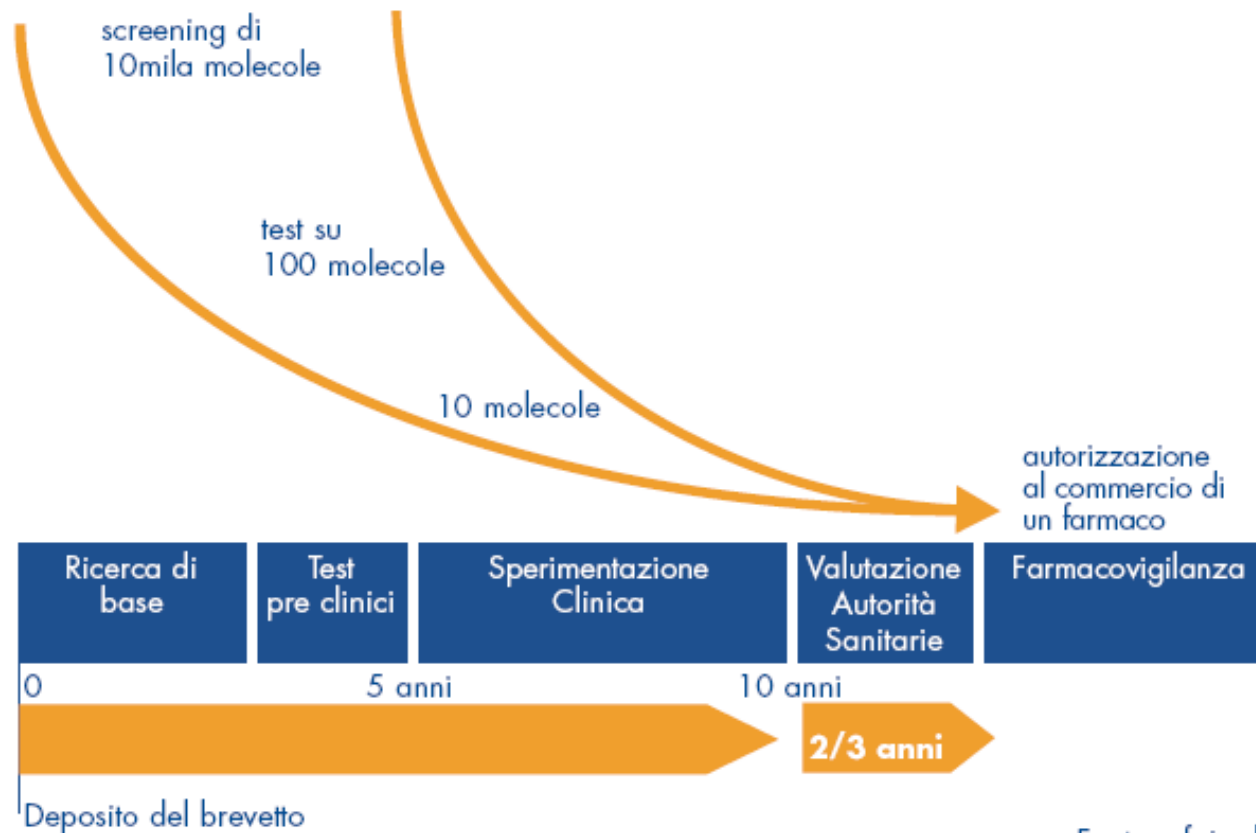 screening di
10mila molecole
test su
100 molecole
10 molecole
autorizzazione
al commercio di
un farmaco
Ricerca di
base
Test
pre clinici
Sperimentazione
Clinica
Valutazione
Autorità
Sanitarie
Farmacovigilanza
0
5 anni
10 anni
2/3 anni
Deposito del brevetto